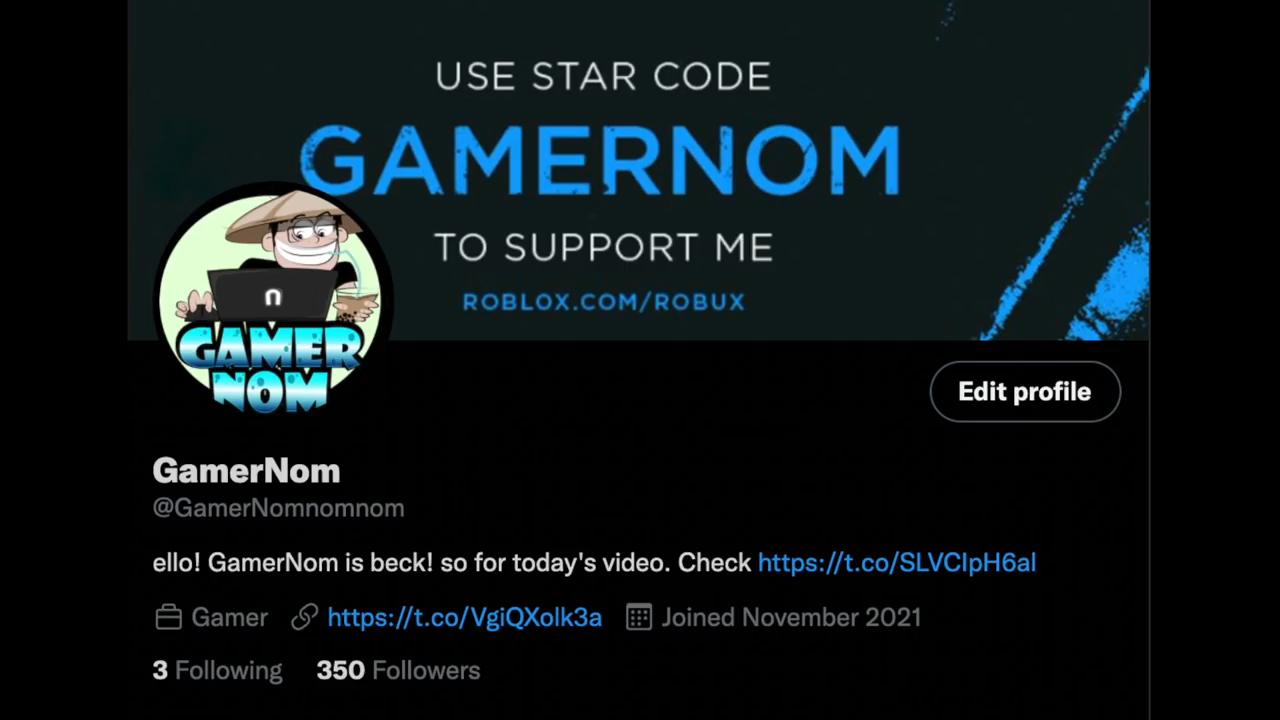 USE STAR CODE
GAMERNOM
TO SUPPORT ME
ROBLOX.COM/ROBUX
n
GAMER
NOM
Edit profile
GamerNom
@GamerNomnomnom
ello! GamerNom is beck! so for today's video. Check https://t.co/SLVCIpH6al
Gamer https://t.co/VgiQXolk3a Joined November 2021
3 Following 350 Followers